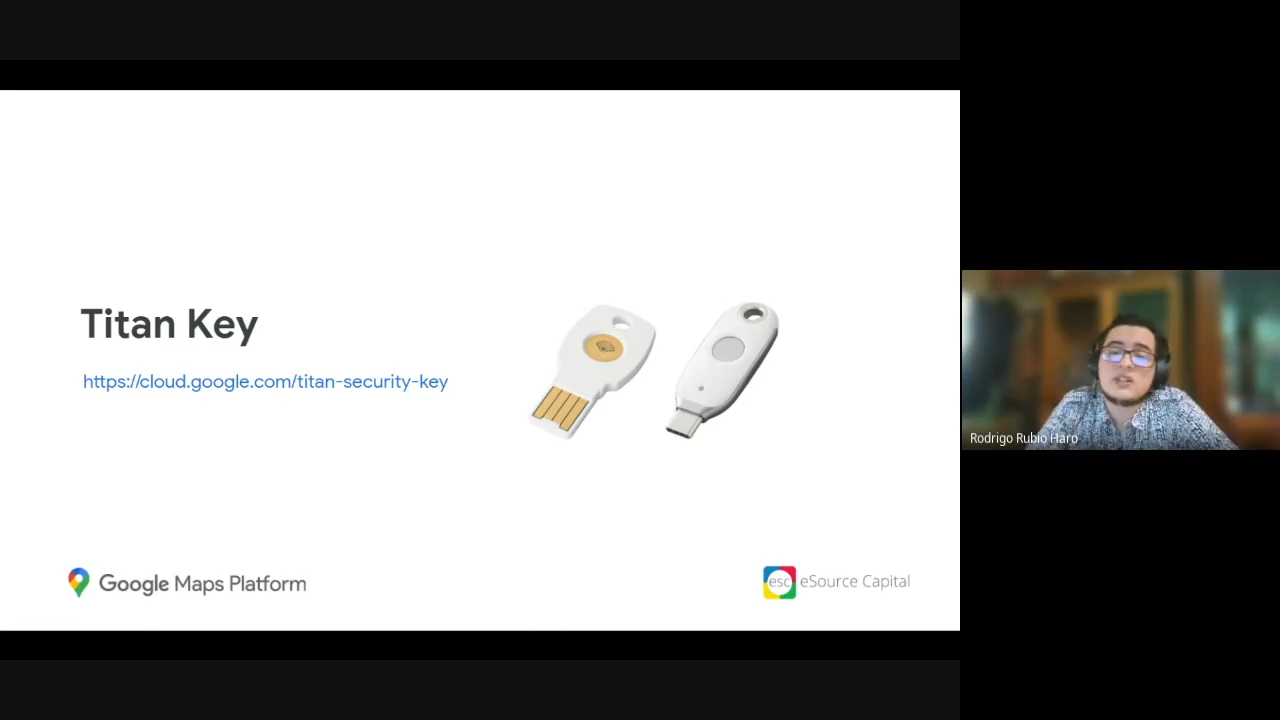 Titan Key
https://cloud.google.com/titan-security-key
Google Maps Platform
esc eSource Capital
Rodrigo Rubio Haro